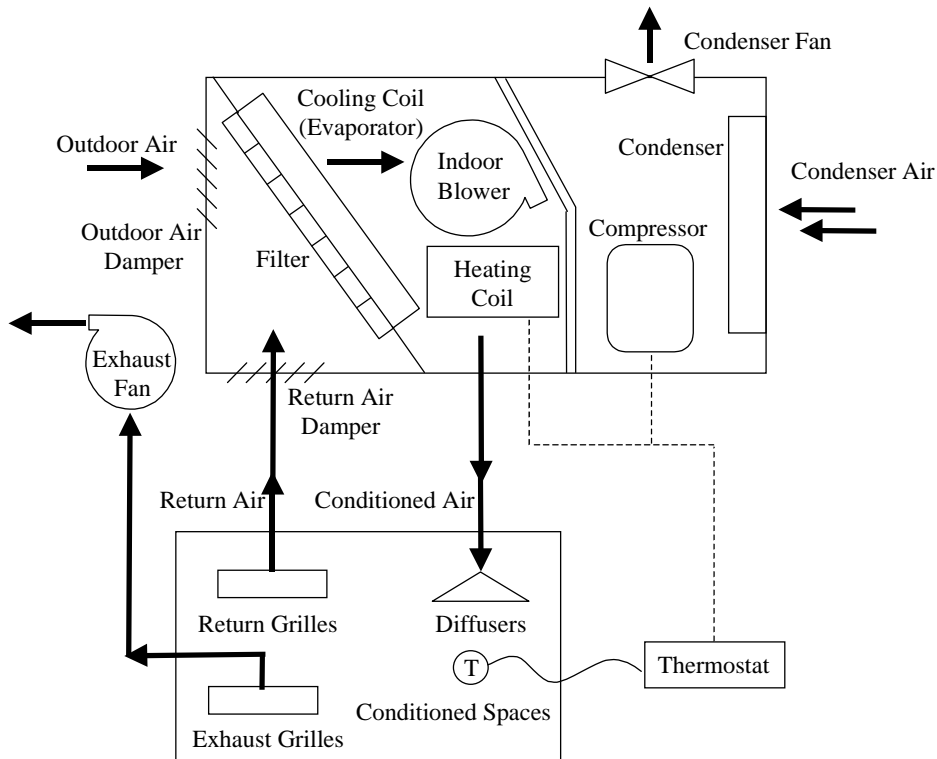 Condenser Fan
Cooling Coil
(Evaporator)
Outdoor Air
Condenser
Indoor
Blower
Condenser Air
Outdoor Air
Damper
Filter
Compressor
Heating
Coil
Exhaust
Fan
Return Air
Damper
Return Air
Conditioned Air
Return Grilles
Diffusers
T
Thermostat
Conditioned Spaces
Exhaust Grilles